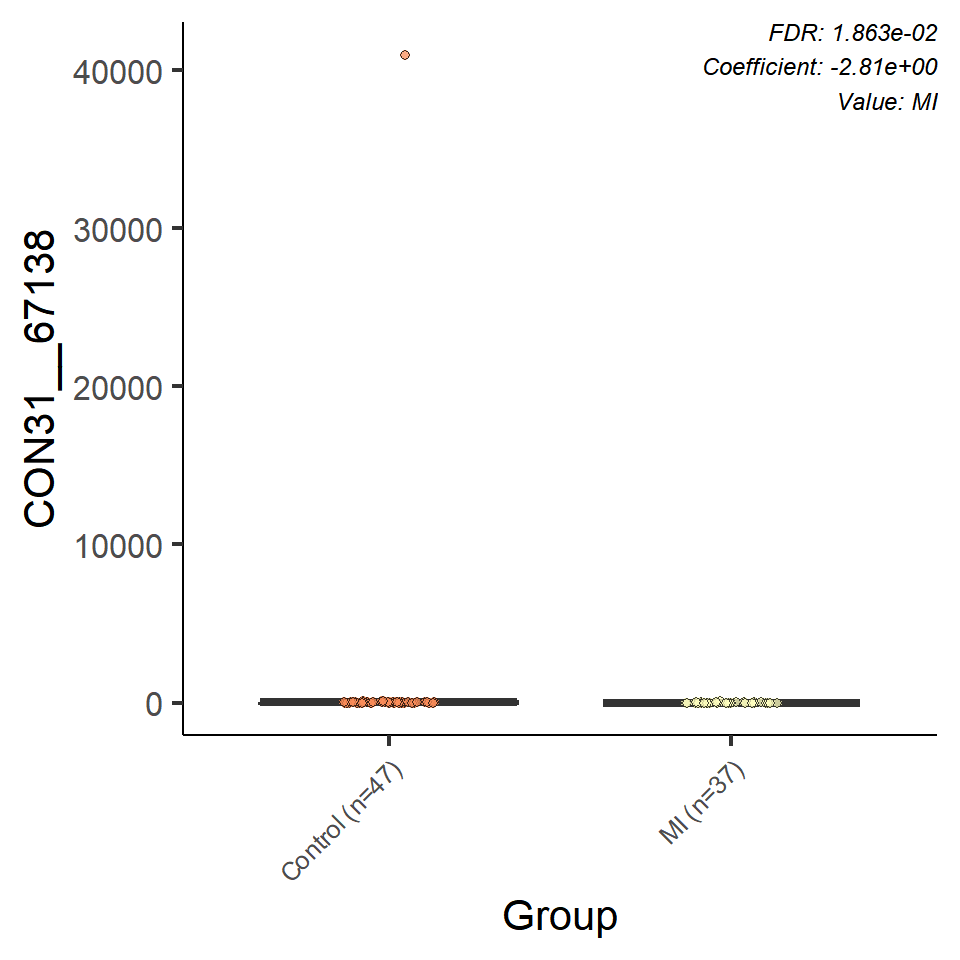 FDR: 1.863e-02
Coefficient: -2.81e+00
Value: MI
40000
30000
20000
10000
0
CON31__67138
Control (n=47)
MI (n=37)
Group